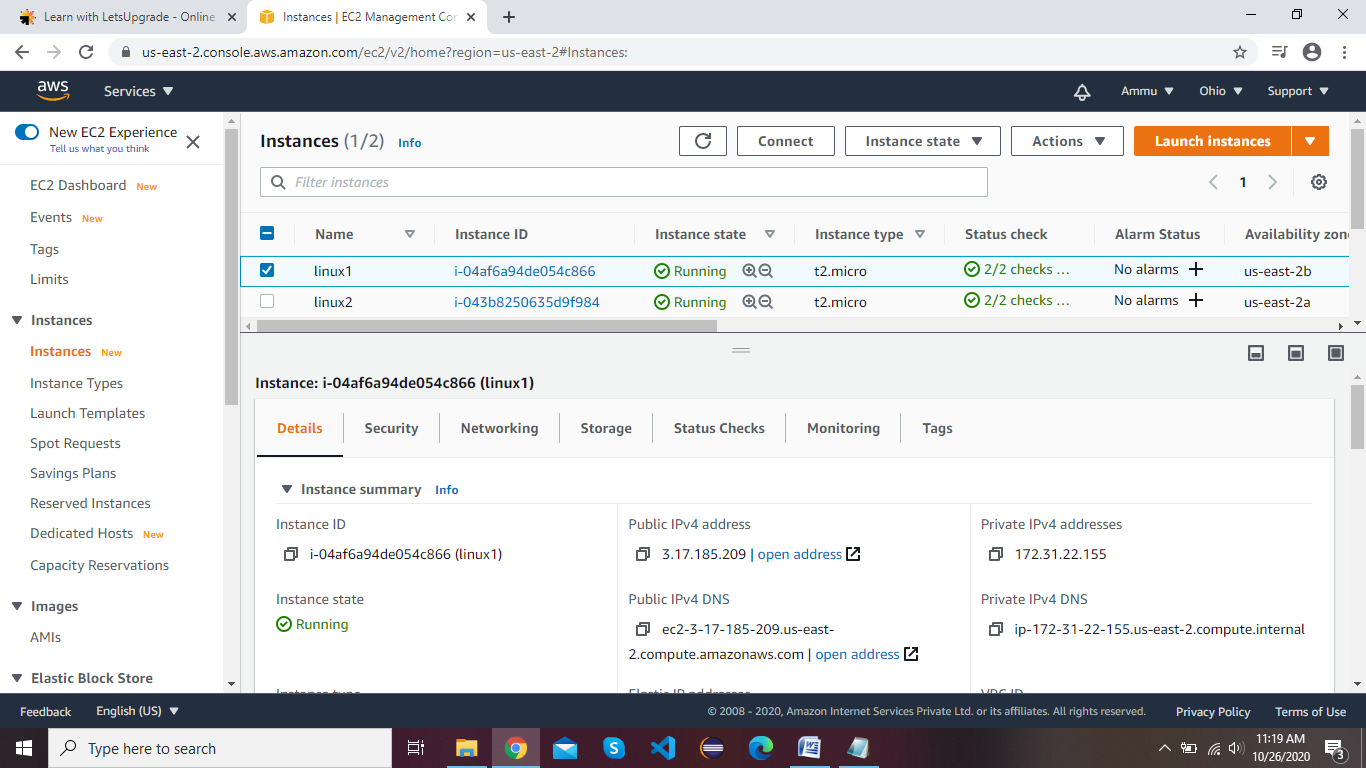 Learn with LetsUpgrade - Online
Instances | EC2 Management Con
us-east-2.console.aws.amazon.com/ec2/v2/home?region=us-east-2#Instances:
aws Services Ammu Ohio Support
New EC2 Experience
Tell us what you think
EC2 Dashboard New
Events New
Tags
Limits
Instances
Instances New
Instance Types
Launch Templates
Spot Requests
Savings Plans
Reserved Instances
Dedicated Hosts New
Capacity Reservations
Images
AMIs
Elastic Block Store
Instances (1/2) Info
Connect Instance state Actions Launch instances
Filter instances
1
Name Instance ID Instance state Instance type Status check Alarm Status Availability zone
linux1 i-04af6a94de054c866 Running t2.micro 2/2 checks ... No alarms us-east-2b
linux2 i-043b8250635d9f984 Running t2.micro 2/2 checks ... No alarms us-east-2a
Instance: i-04af6a94de054c866 (linux1)
Details Security Networking Storage Status Checks Monitoring Tags
Instance summary Info
Instance ID
i-04af6a94de054c866 (linux1)
Public IPv4 address
3.17.185.209 | open address
Private IPv4 addresses
172.31.22.155
Instance state
Running
Public IPv4 DNS
ec2-3-17-185-209.us-east-
2.compute.amazonaws.com | open address
Private IPv4 DNS
ip-172-31-22-155.us-east-2.compute.internal
Instance type Elastic IP addresses VPC ID
Feedback English (US) © 2008 - 2020, Amazon Internet Services Private Ltd. or its affiliates. All rights reserved. Privacy Policy Terms of Use
Type here to search
11:19 AM
10/26/2020
3